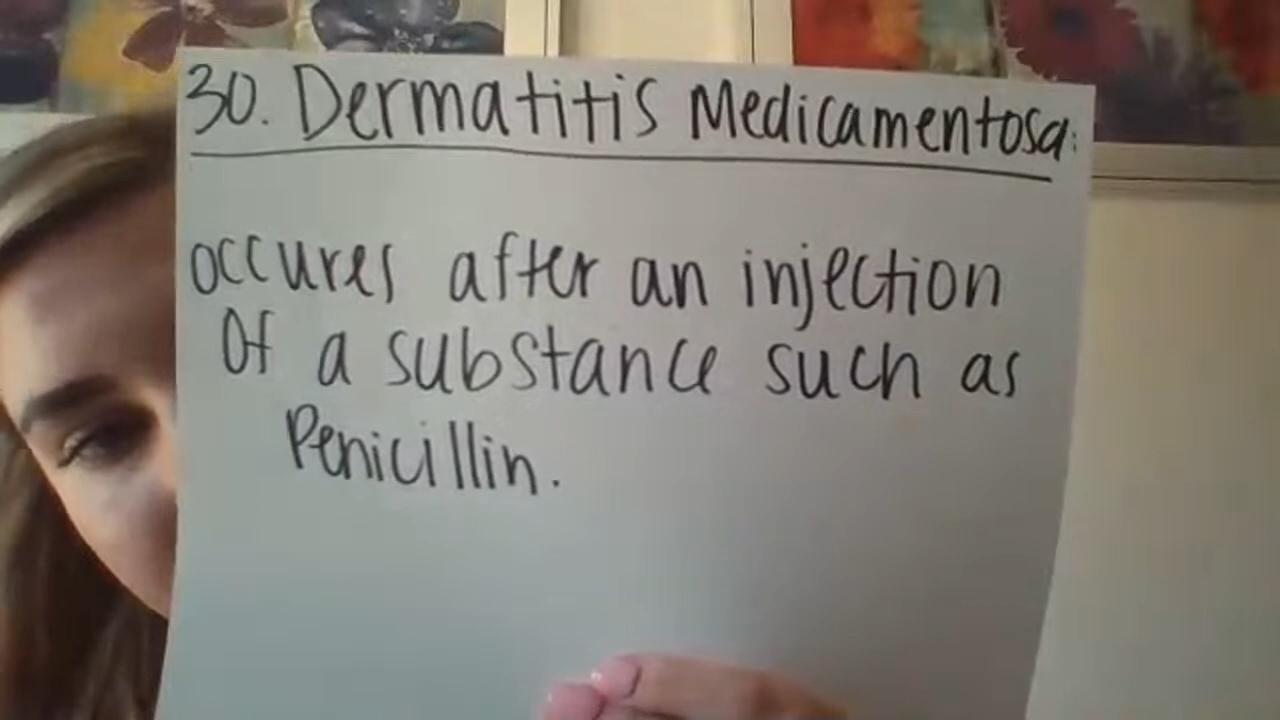 30. Dermatitis Medicamentosa:
occures after an injection
Of a substance such as
Penicillin.